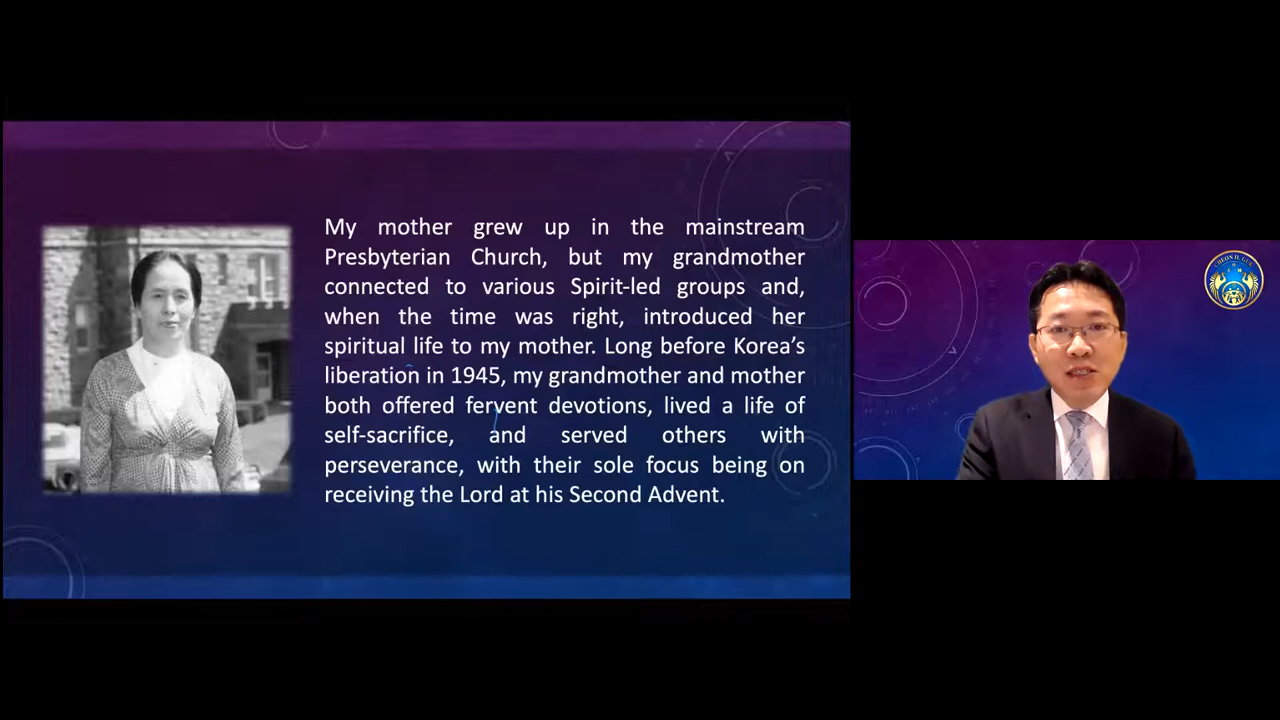 My mother grew up in the mainstream
Presbyterian Church, but my grandmother
connected to various Spirit-led groups and,
when the time was right, introduced her
spiritual life to my mother. Long before Korea’s
liberation in 1945, my grandmother and mother
both offered fervent devotions, lived a life of
self-sacrifice, and served others with
perseverance, with their sole focus being on
receiving the Lord at his Second Advent.
CHEON IL GUK